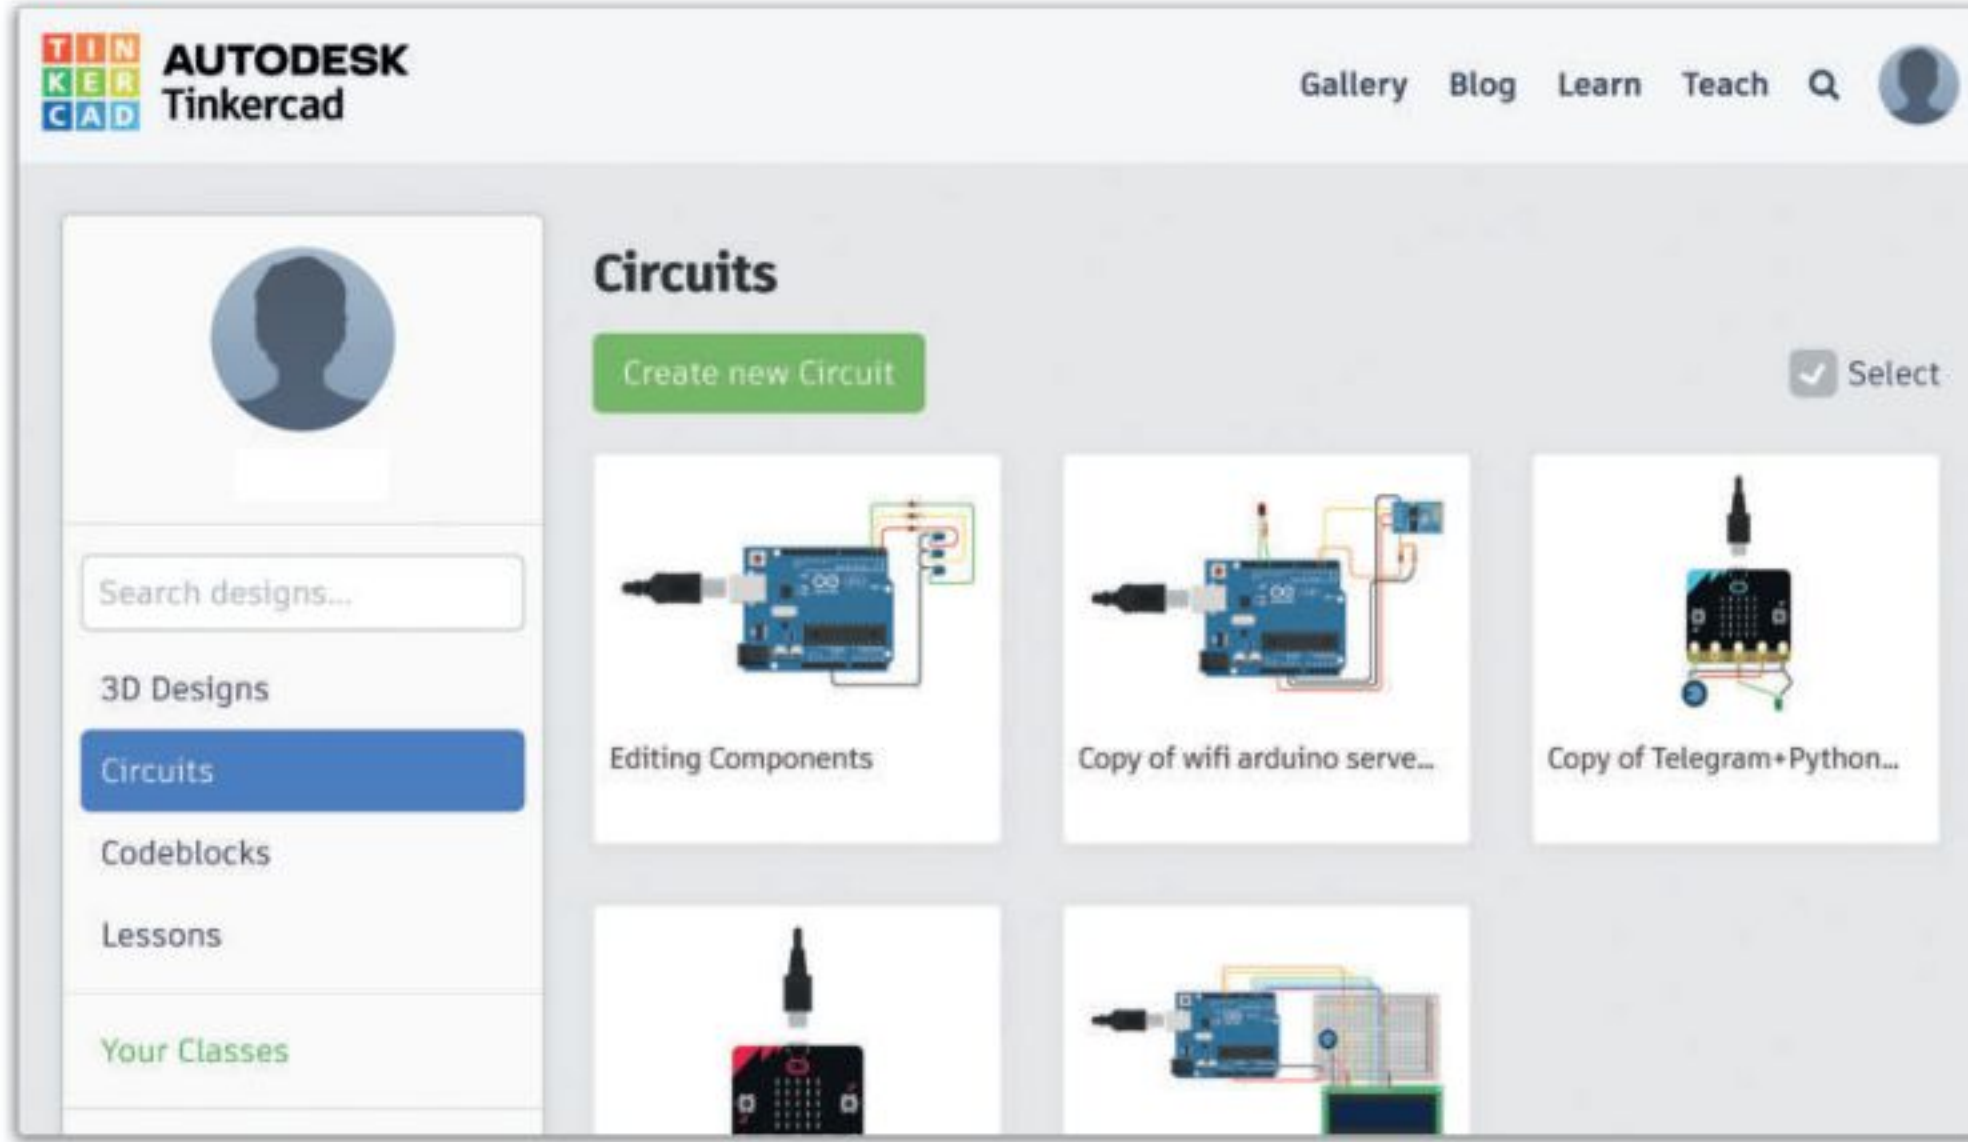 TIN
KER
CAD
AUTODESK
Tinkercad
Gallery Blog Learn Teach
Circuits
Create new Circuit
Select
Search designs...
3D Designs
Circuits
Codeblocks
Lessons
Your Classes
Editing Components
Copy of wifi arduino serve...
Copy of Telegram+Python...